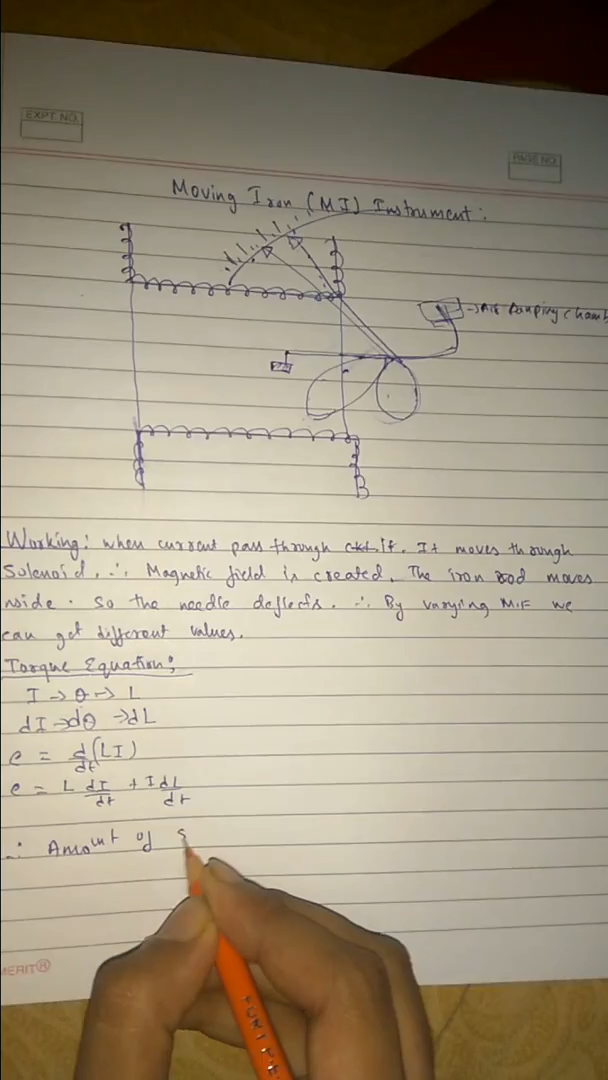 EXPT NO.
PAGE NO.
Moving Iron (MI) Instrument:
→ Air Damping Chamb
B
Working: when current pass through ckt. It moves through
Solenoid. ∴ Magnetic field is created. The iron rod moves
nside. So the needle deflects. ∴ By varying M.F we
can get different values.
Torque Equation:
I → θ → L
dI → dθ → dL
e = d/dt (LI)
e = L dI/dt + I dL/dt
∴ Amount of s
MERIT®